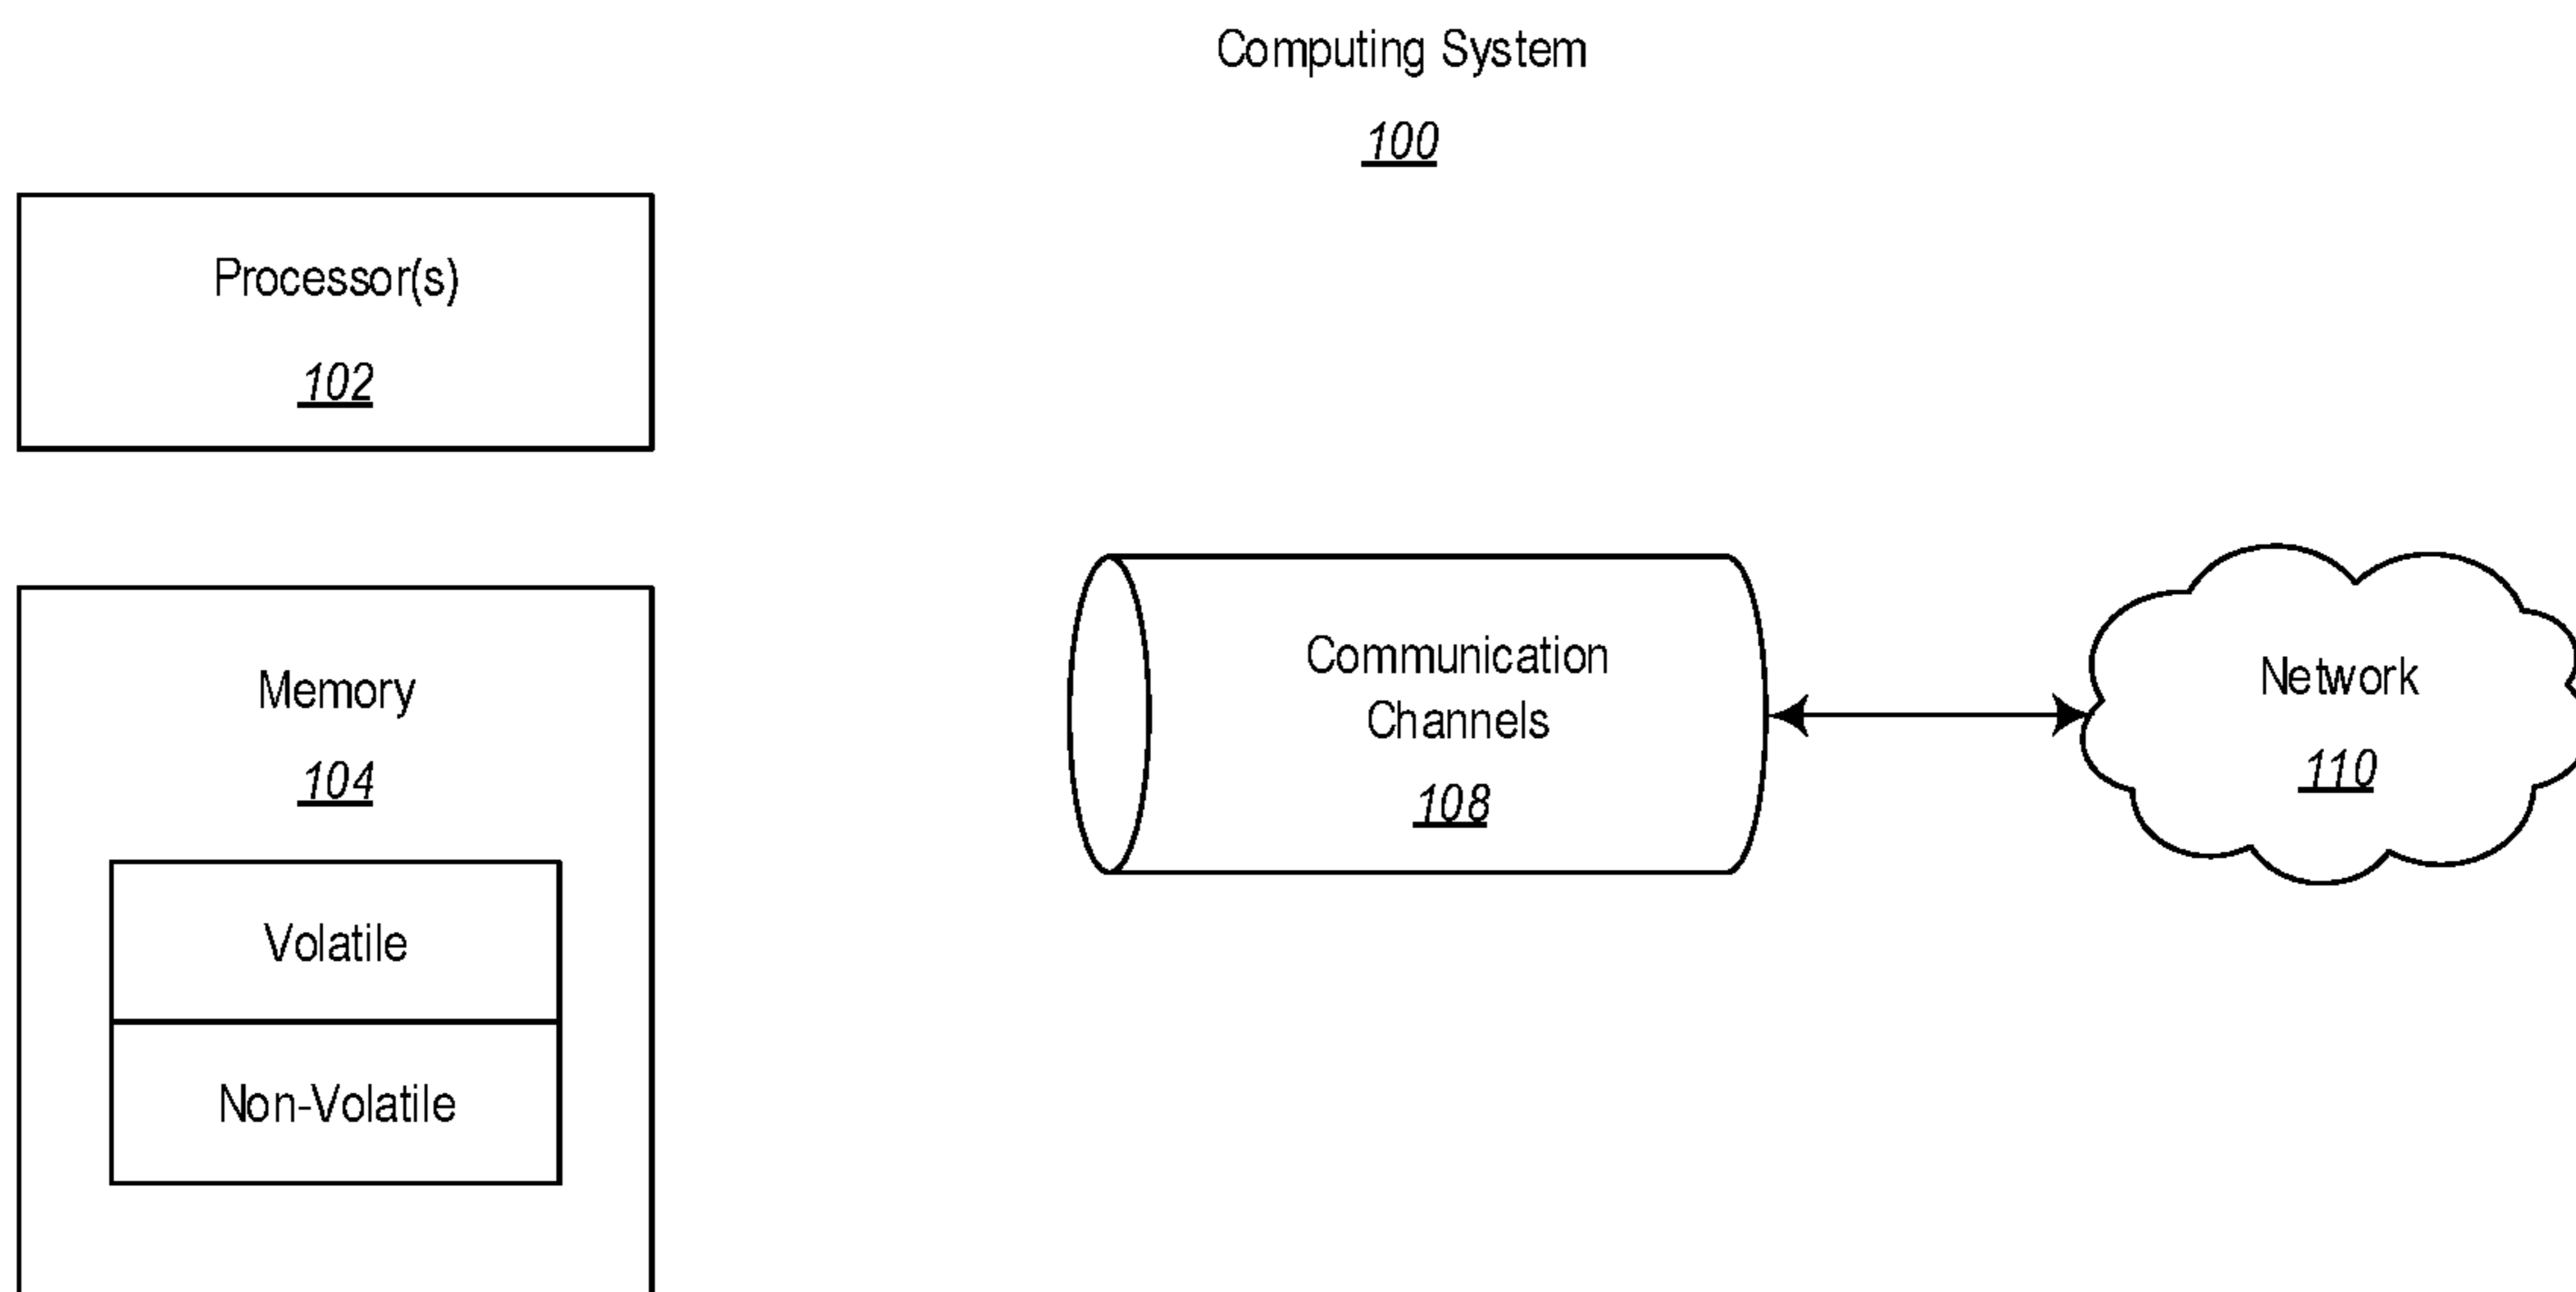 Computing System
100
Processor(s)
102
Memory
104
Volatile
Non-Volatile
Communication
Channels
108
Network
110